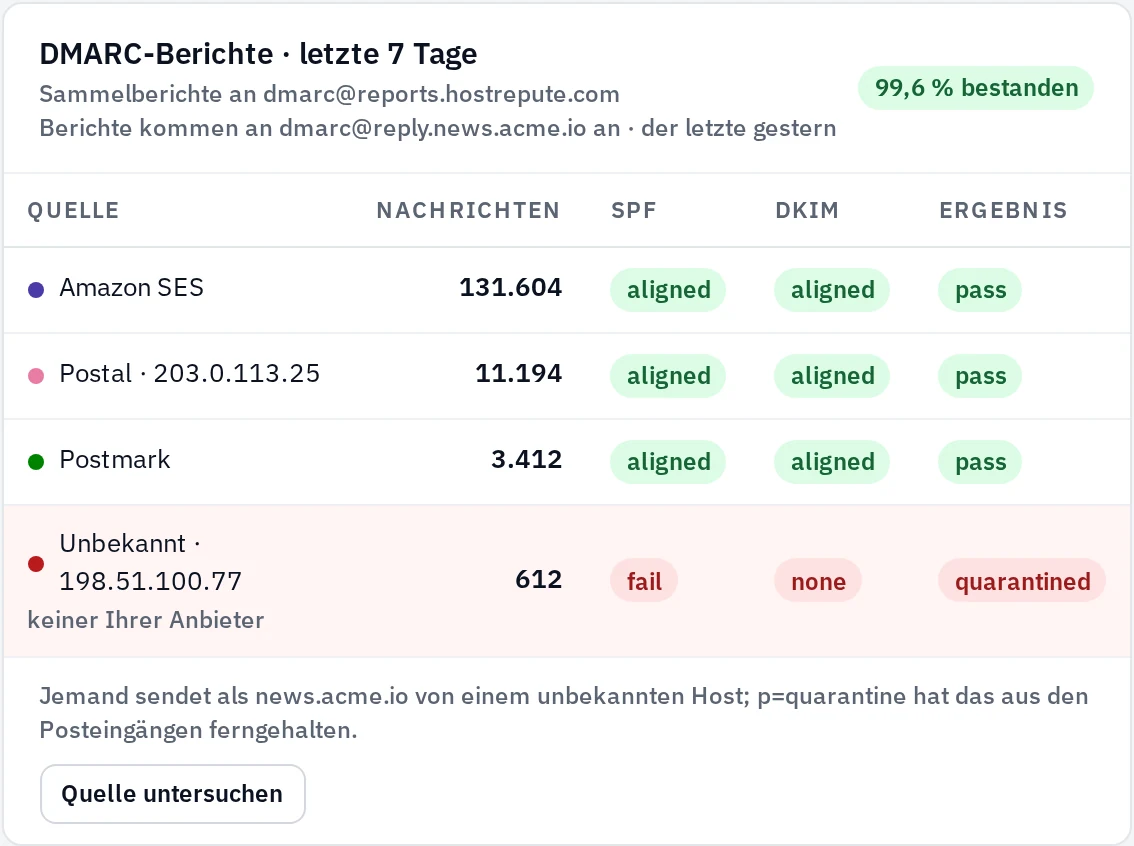 DMARC-Berichte · letzte 7 Tage
Sammelberichte an dmarc@reports.hostrepute.com
Berichte kommen an dmarc@reply.news.acme.io an · der letzte gestern
99,6 % bestanden
QUELLE NACHRICHTEN SPF DKIM ERGEBNIS
Amazon SES 131.604 aligned aligned pass
Postal · 203.0.113.25 11.194 aligned aligned pass
Postmark 3.412 aligned aligned pass
Unbekannt ·
198.51.100.77 612 fail none quarantined
keiner Ihrer Anbieter
Jemand sendet als news.acme.io von einem unbekannten Host; p=quarantine hat das aus den
Posteingängen ferngehalten.
Quelle untersuchen